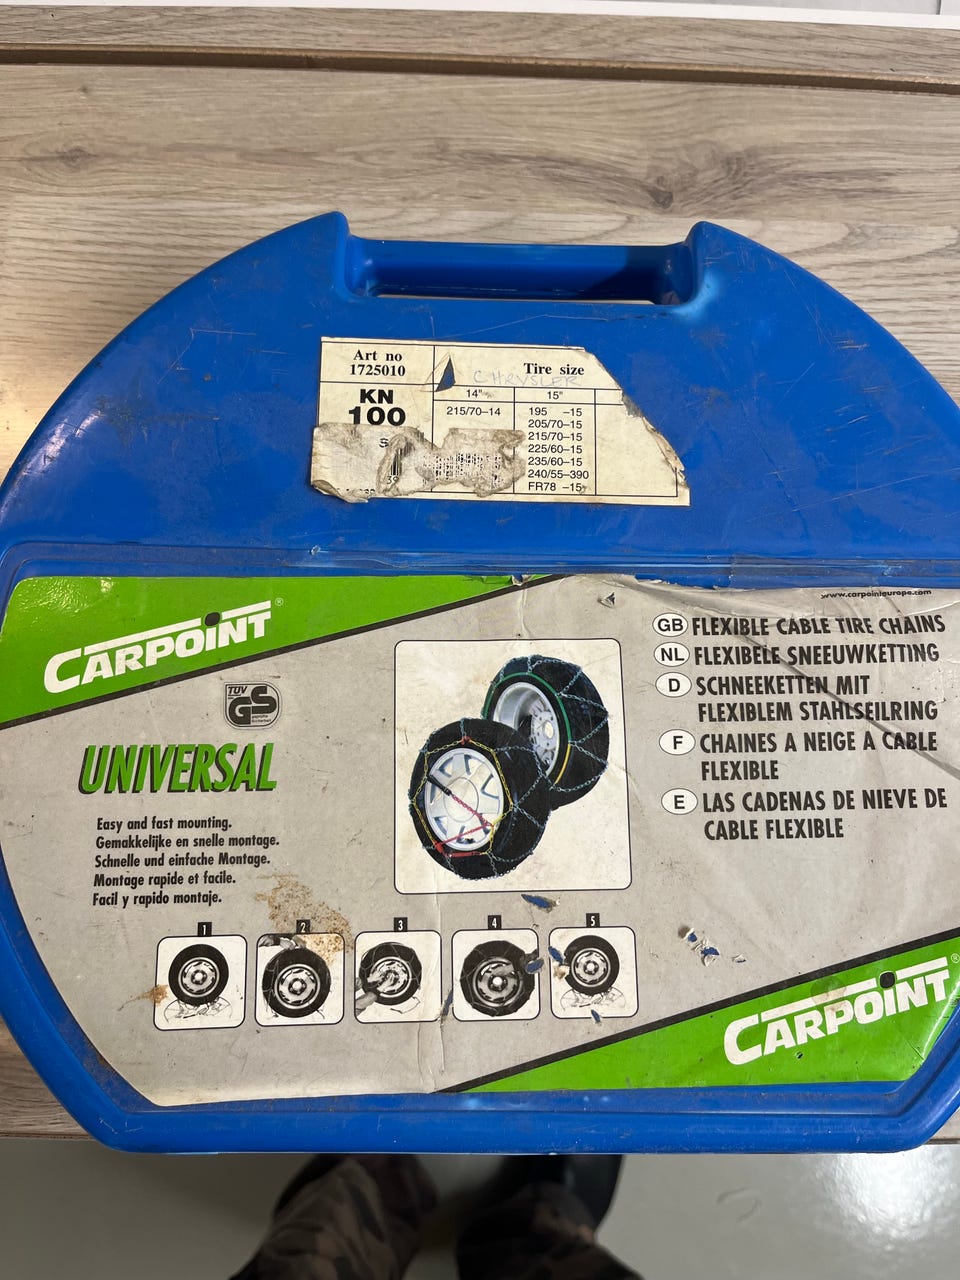 Art no
1725010
Tire size
CHRYSLER
KN
100
14"
15"
215/70–14
195 –15
205/70–15
215/70–15
225/60–15
235/60–15
240/55–390
FR78 –15
S
www.carpointeurope.com
CARPOINT®
TÜV
GS
geprüfte
Sicherheit
UNIVERSAL
Easy and fast mounting.
Gemakkelijke en snelle montage.
Schnelle und einfache Montage.
Montage rapide et facile.
Facil y rapido montaje.
GB FLEXIBLE CABLE TIRE CHAINS
NL FLEXIBELE SNEEUWKETTING
D SCHNEEKETTEN MIT
FLEXIBLEM STAHLSEILRING
F CHAINES A NEIGE A CABLE
FLEXIBLE
E LAS CADENAS DE NIEVE DE
CABLE FLEXIBLE
1 2 3 4 5
CARPOINT®